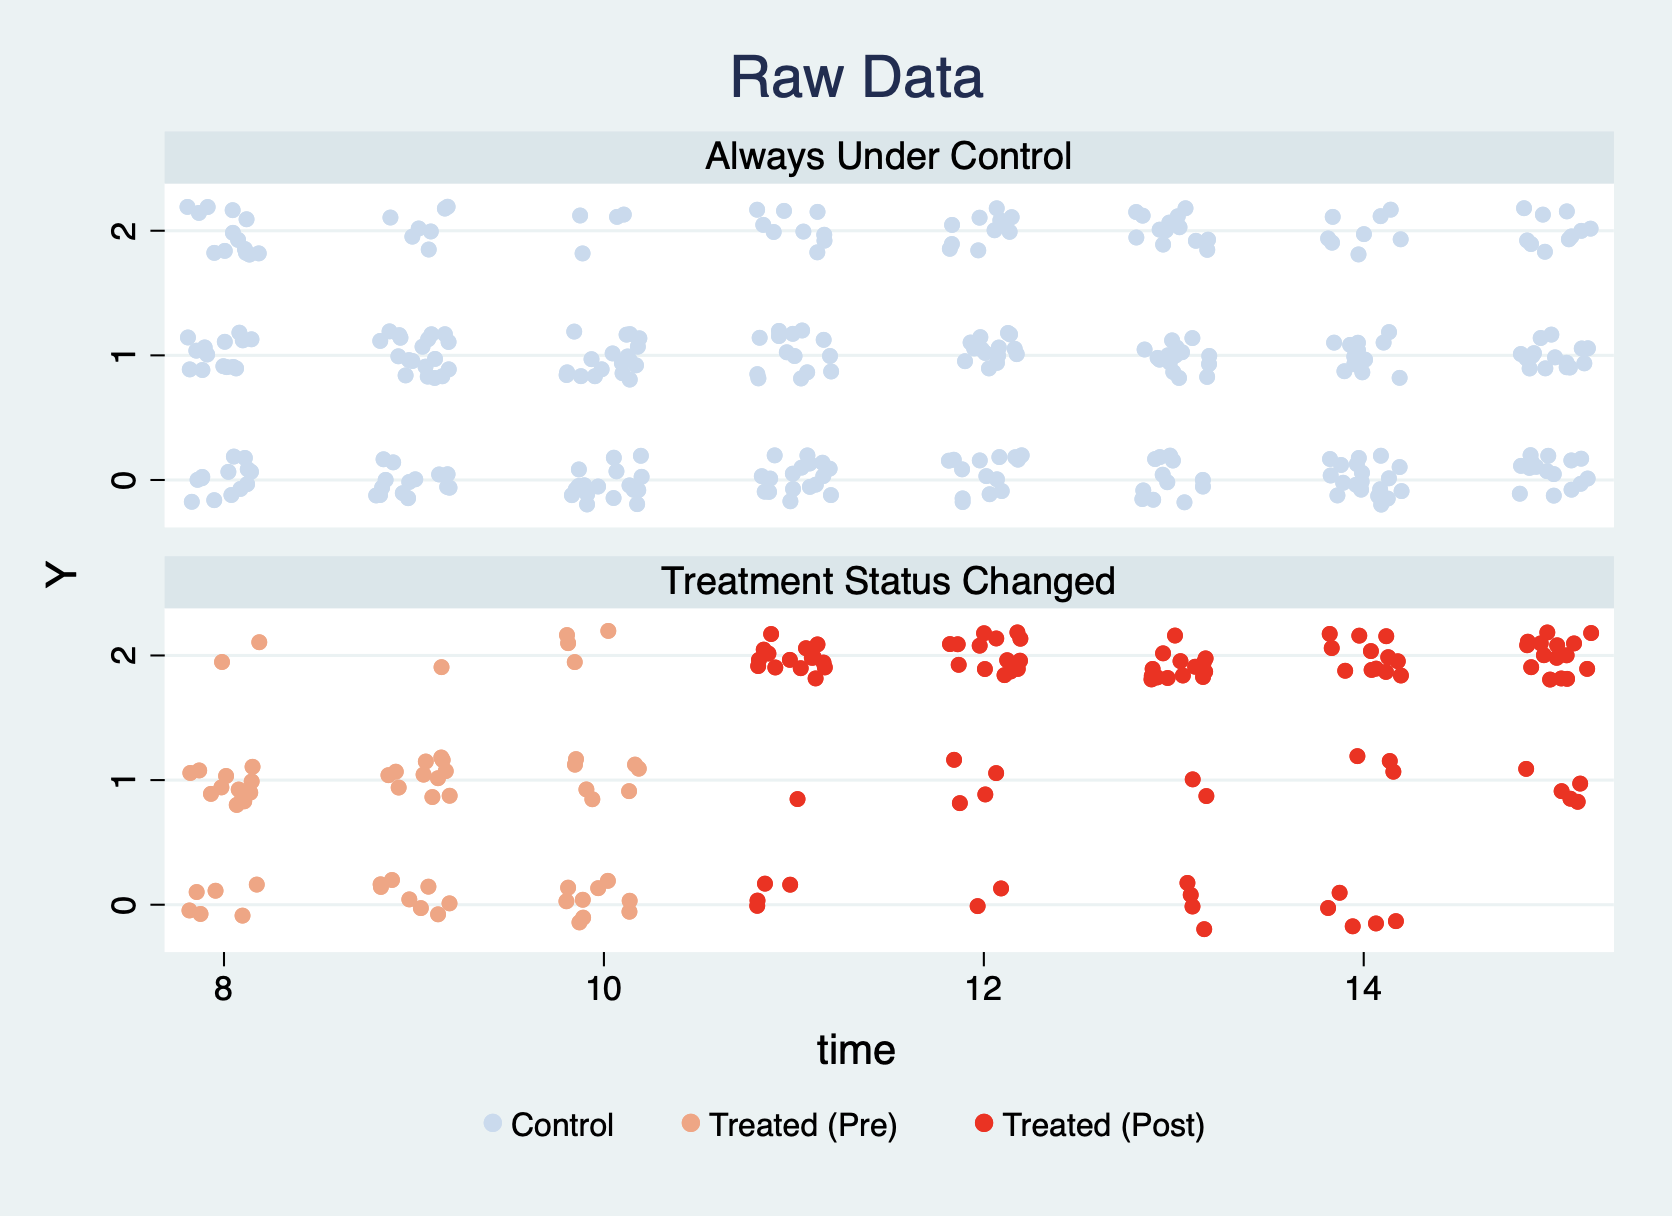 Raw Data
Always Under Control
2
1
0
Y
Treatment Status Changed
2
1
0
8 10 12 14
time
Control Treated (Pre) Treated (Post)